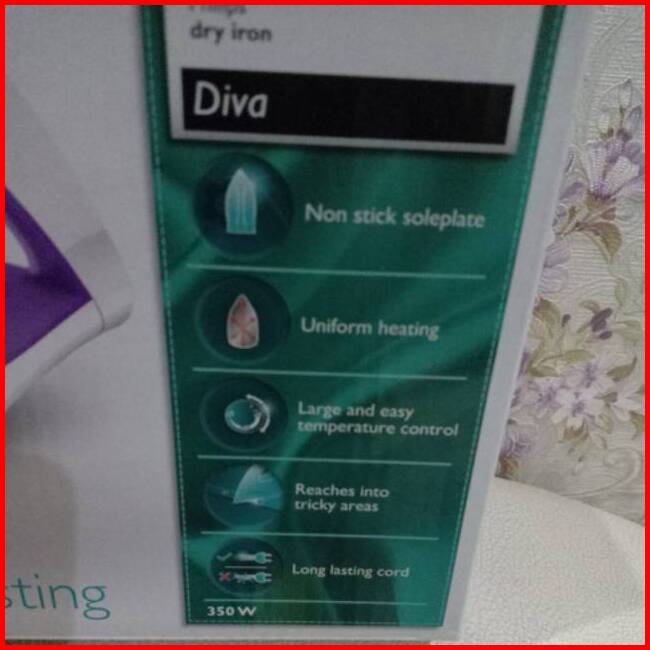 Philips
dry iron
Diva
Non stick soleplate
Uniform heating
Large and easy
temperature control
Reaches into
tricky areas
Long lasting cord
350 W
sting